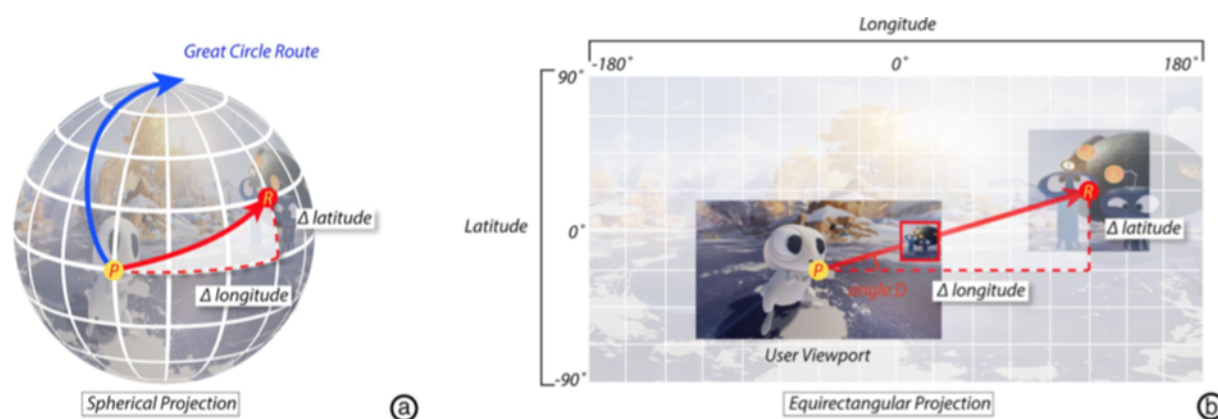 Great Circle Route
P
R
Δ latitude
Δ longitude
Spherical Projection
a
Longitude
-180°
0°
180°
90°
Latitude
0°
-90°
P
R
angle D
Δ latitude
Δ longitude
User Viewport
Equirectangular Projection
b